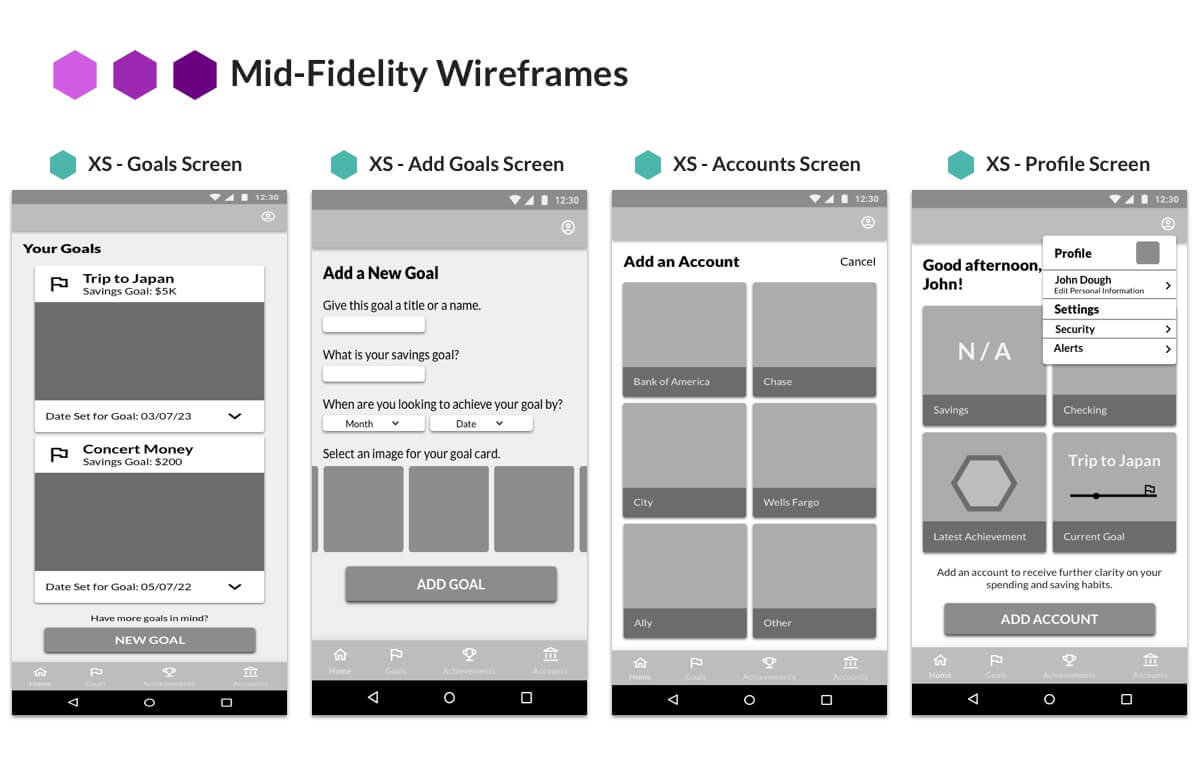 Mid-Fidelity Wireframes
XS - Goals Screen
12:30
Your Goals
Trip to Japan
Savings Goal: $5K
Date Set for Goal: 03/07/23
Concert Money
Savings Goal: $200
Date Set for Goal: 05/07/22
Have more goals in mind?
NEW GOAL
Home Goals Achievements Accounts
XS - Add Goals Screen
12:30
Add a New Goal
Give this goal a title or a name.
What is your savings goal?
When are you looking to achieve your goal by?
Month Date
Select an image for your goal card.
ADD GOAL
Home Goals Achievements Accounts
XS - Accounts Screen
12:30
Add an Account Cancel
Bank of America Chase
City Wells Fargo
Ally Other
Home Goals Achievements Accounts
XS - Profile Screen
12:30
Profile
John Dough
Edit Personal Information
Settings
Security
Alerts
Good afternoon,
John!
N / A
Savings Checking
Trip to Japan
Latest Achievement Current Goal
Add an account to receive further clarity on your
spending and saving habits.
ADD ACCOUNT
Home Goals Achievements Accounts